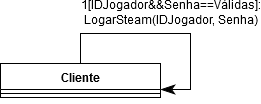 1[IDJogador&&Senha==Válidas]:
LogarSteam(IDJogador, Senha)
Cliente